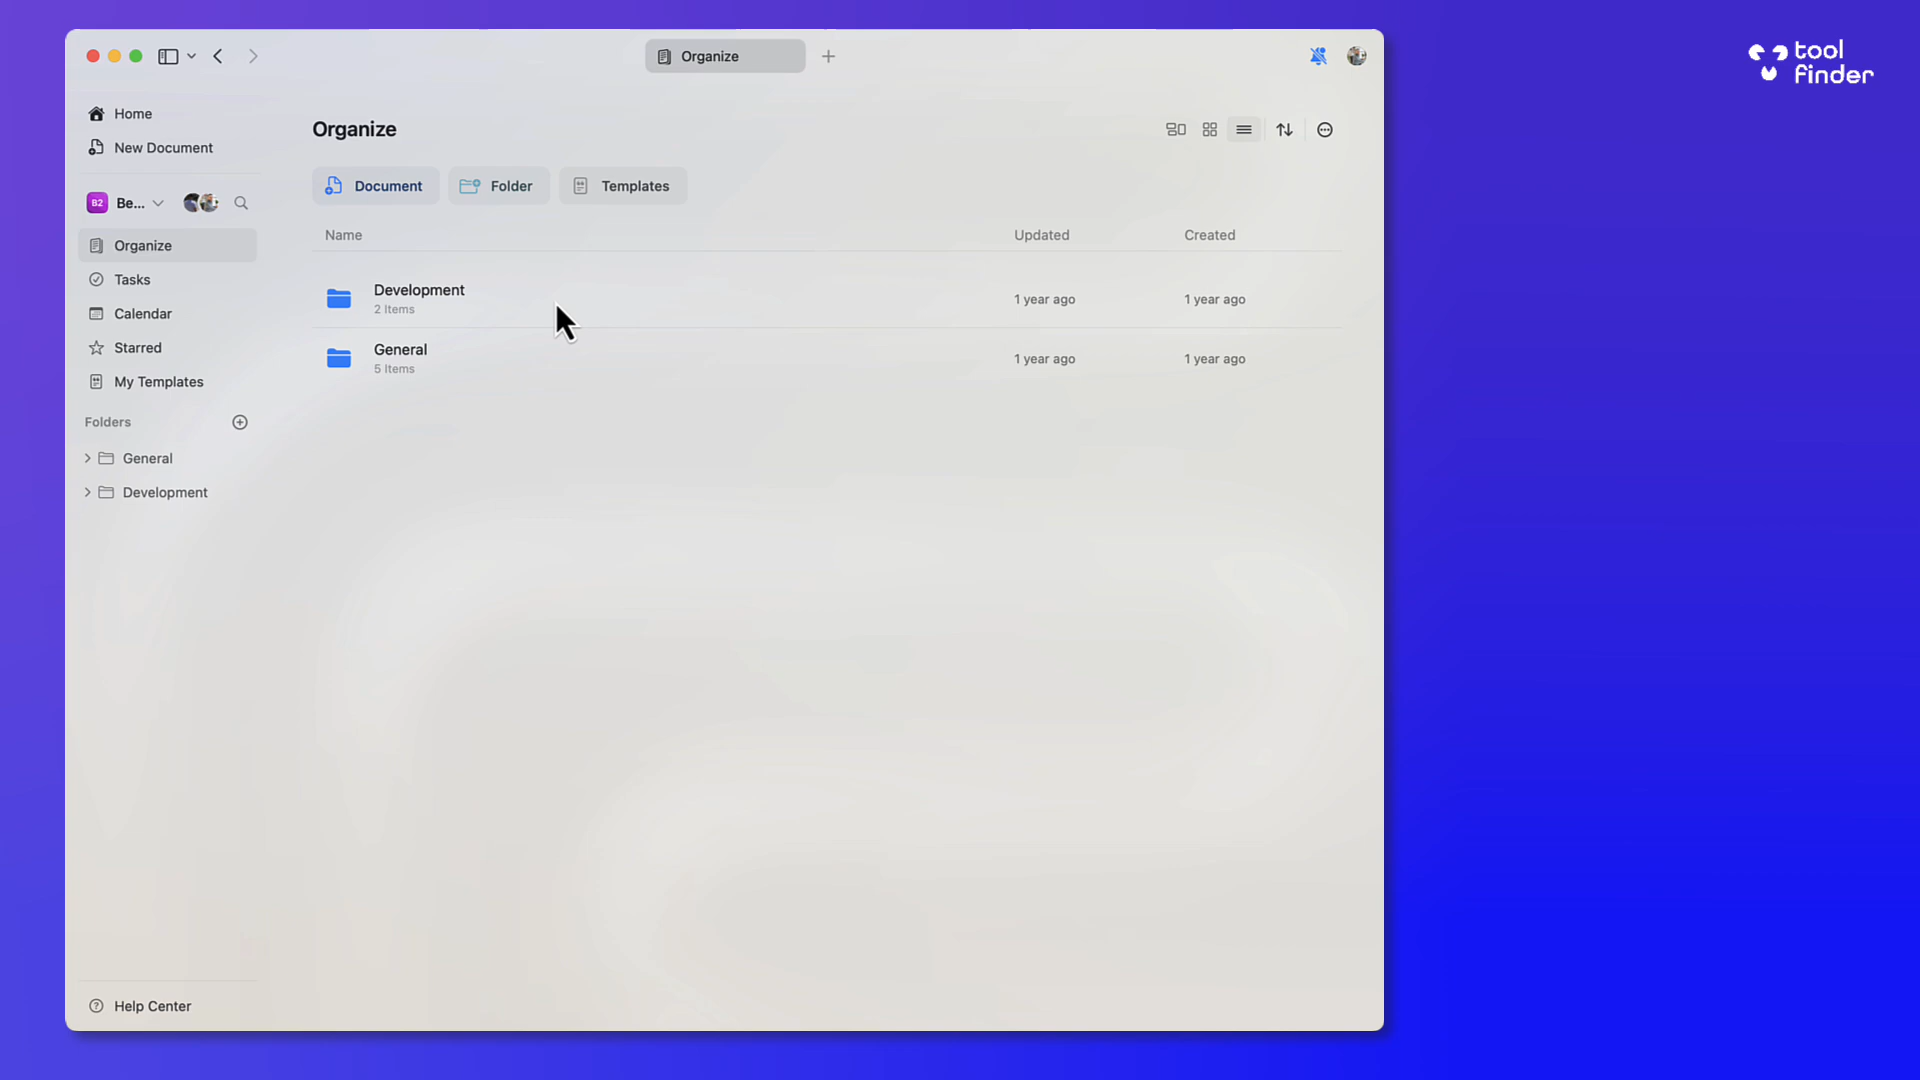 Organize
tool
finder
Home
New Document
B2 Be...
Organize
Tasks
Calendar
Starred
My Templates
Folders
General
Development
Help Center
Organize
Document Folder Templates
Name Updated Created
Development
2 Items
1 year ago 1 year ago
General
5 Items
1 year ago 1 year ago